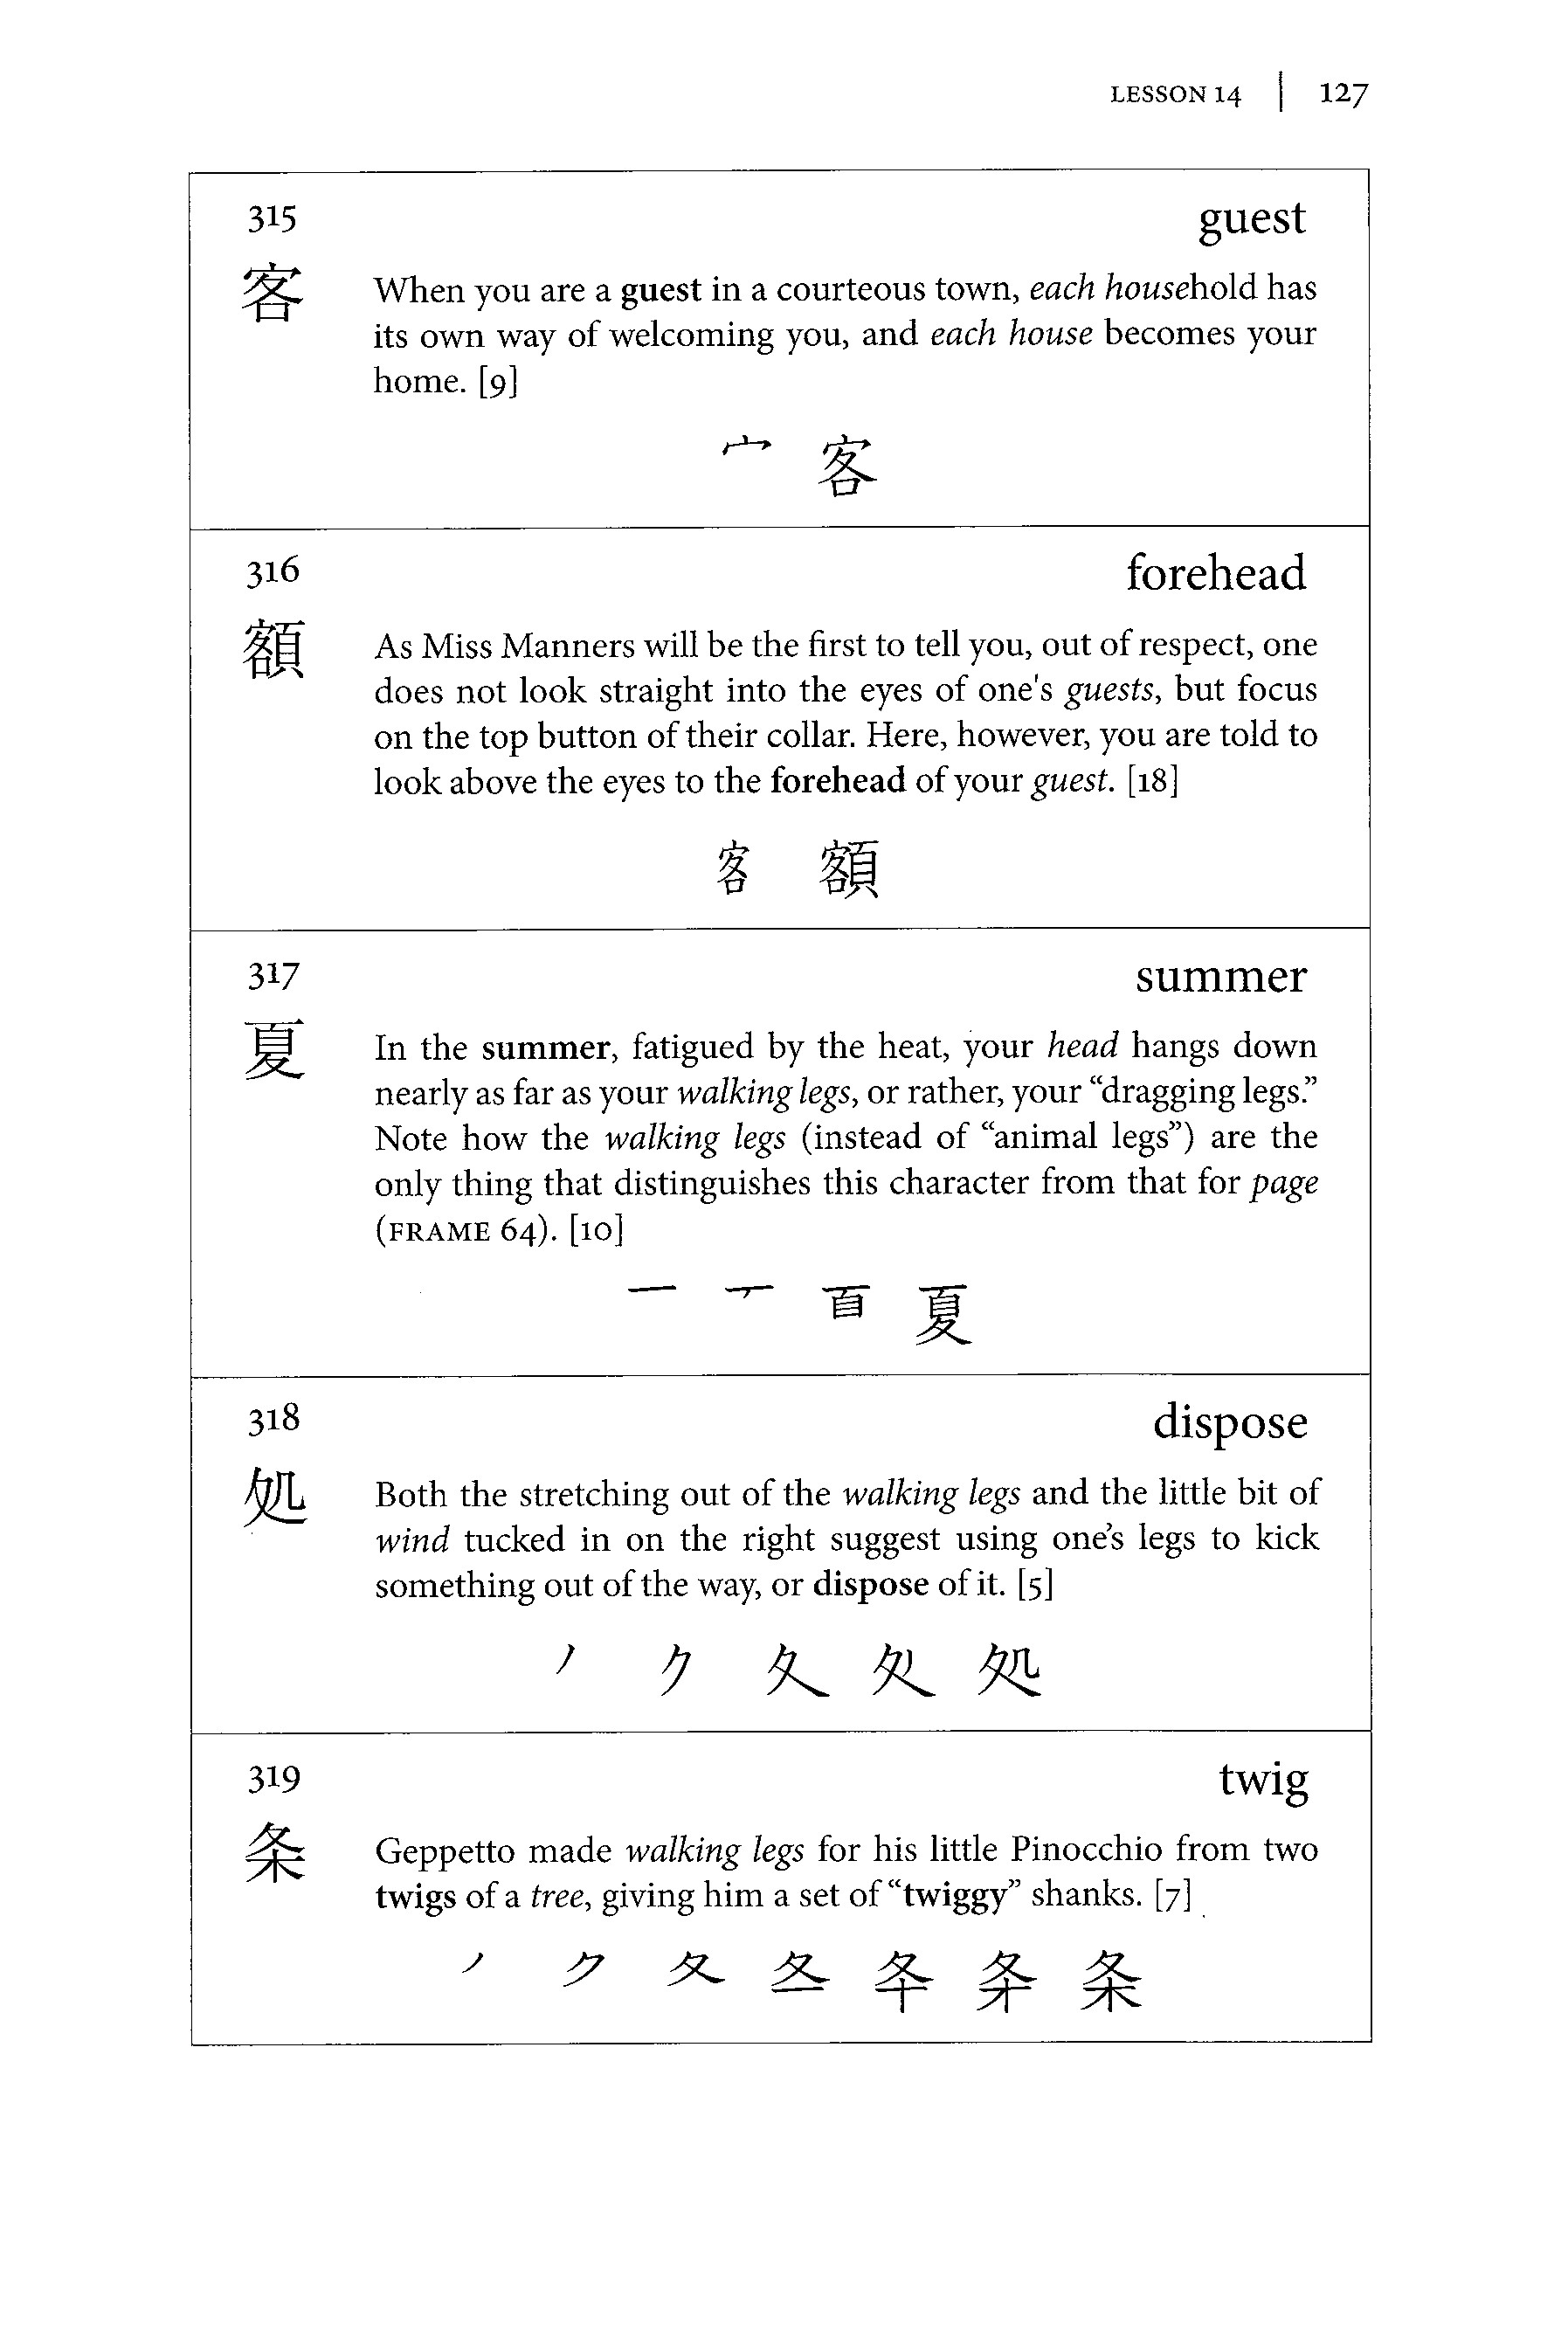 LESSON 14 | 127
315 guest
客
When you are a guest in a courteous town, each household has
its own way of welcoming you, and each house becomes your
home. [9]
宀 客
316 forehead
額
As Miss Manners will be the first to tell you, out of respect, one
does not look straight into the eyes of one's guests, but focus
on the top button of their collar. Here, however, you are told to
look above the eyes to the forehead of your guest. [18]
客 額
317 summer
夏
In the summer, fatigued by the heat, your head hangs down
nearly as far as your walking legs, or rather, your “dragging legs.”
Note how the walking legs (instead of “animal legs”) are the
only thing that distinguishes this character from that for page
(FRAME 64). [10]
一 丆 百 夏
318 dispose
処
Both the stretching out of the walking legs and the little bit of
wind tucked in on the right suggest using one’s legs to kick
something out of the way, or dispose of it. [5]
丿 ク 夂 处 処
319 twig
条
Geppetto made walking legs for his little Pinocchio from two
twigs of a tree, giving him a set of “twiggy” shanks. [7]
丿 ク 夂 条